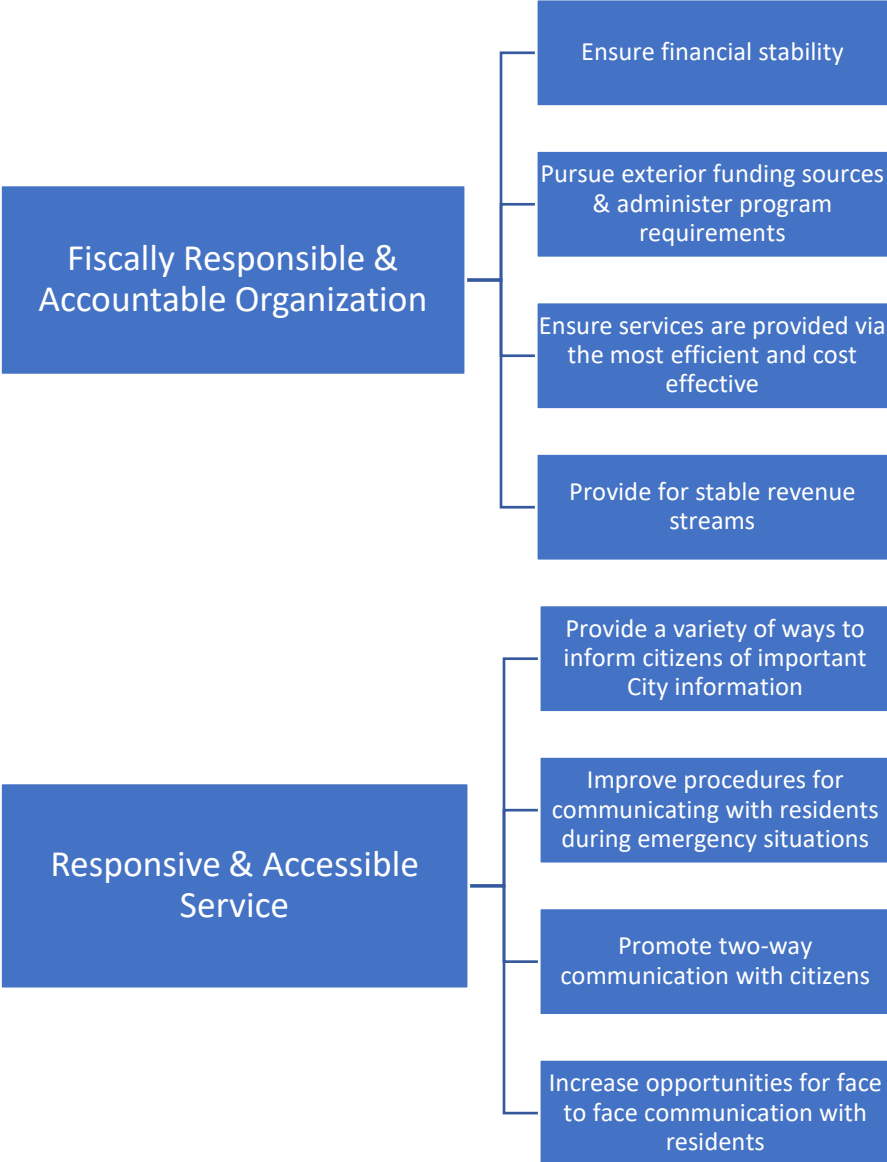 Fiscally Responsible &
Accountable Organization
Ensure financial stability
Pursue exterior funding sources
& administer program
requirements
Ensure services are provided via
the most efficient and cost
effective
Provide for stable revenue
streams
Responsive & Accessible
Service
Provide a variety of ways to
inform citizens of important
City information
Improve procedures for
communicating with residents
during emergency situations
Promote two-way
communication with citizens
Increase opportunities for face
to face communication with
residents